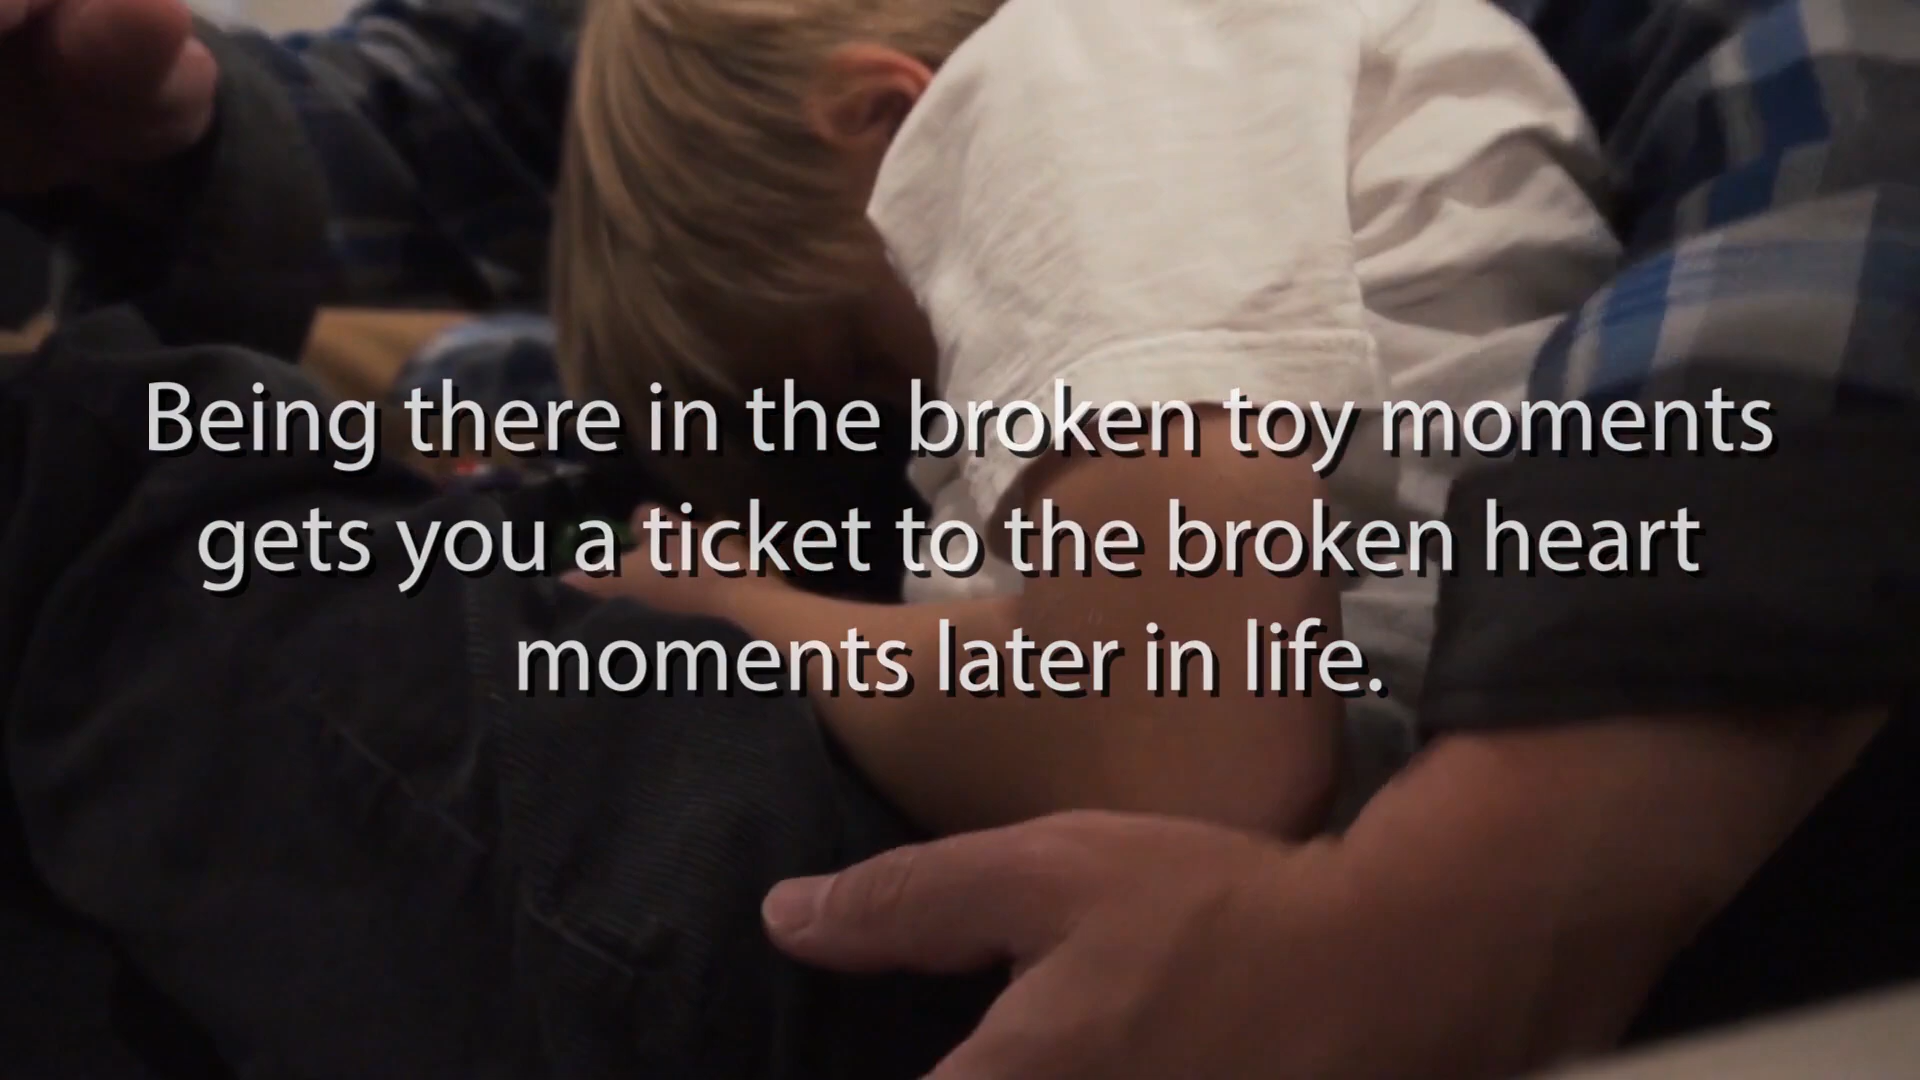 Being there in the broken toy moments
gets you a ticket to the broken heart
moments later in life.